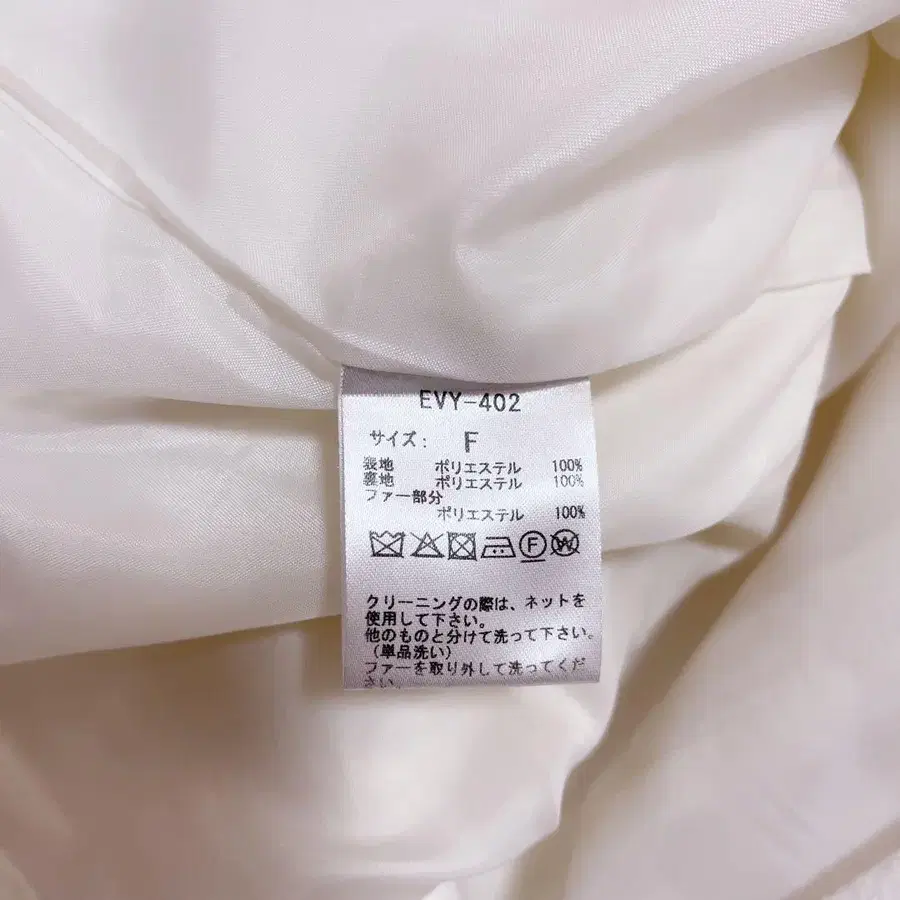 EVY-402
サイズ: F
表地 ポリエステル 100%
裏地 ポリエステル 100%
ファー部分
ポリエステル 100%
F W
クリーニングの際は、ネットを
使用して下さい。
他のものと分けて洗って下さい。
(単品洗い)
ファーを取り外して洗ってくだ
さい。